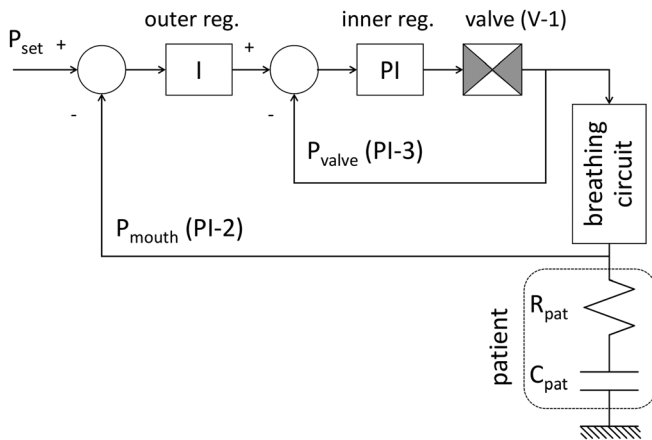 outer reg.
inner reg.
valve (V-1)
P_set
+
-
I
+
-
PI
P_valve (PI-3)
P_mouth (PI-2)
breathing
circuit
patient
R_pat
C_pat